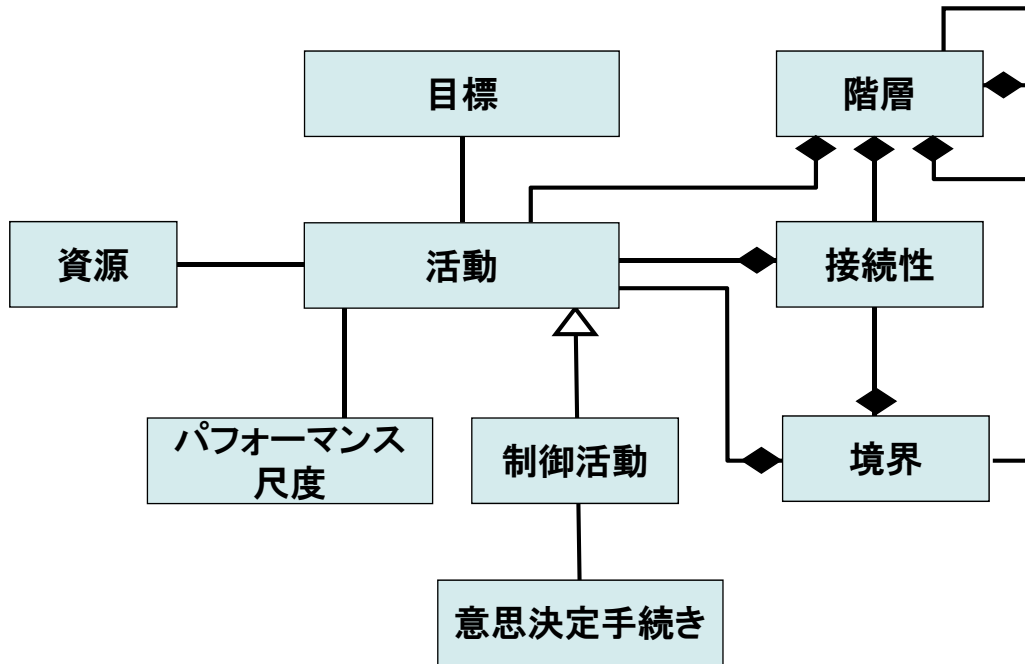 目標
階層
資源
活動
接続性
パフォーマンス
尺度
制御活動
境界
意思決定手続き